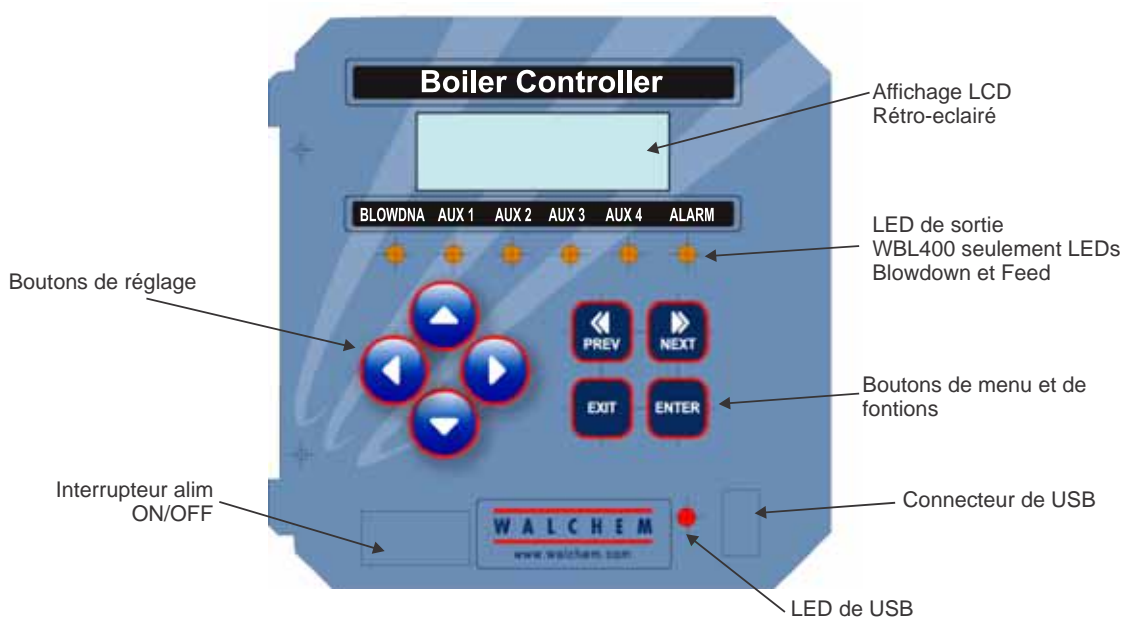 Boiler Controller
Affichage LCD
Rétro-eclairé
BLOWDNA AUX 1 AUX 2 AUX 3 AUX 4 ALARM
LED de sortie
WBL400 seulement LEDs
Blowdown et Feed
Boutons de réglage
PREV NEXT
EXIT ENTER
Boutons de menu et de
fontions
Interrupteur alim
ON/OFF
WALCHEM
www.walchem.com
Connecteur de USB
LED de USB